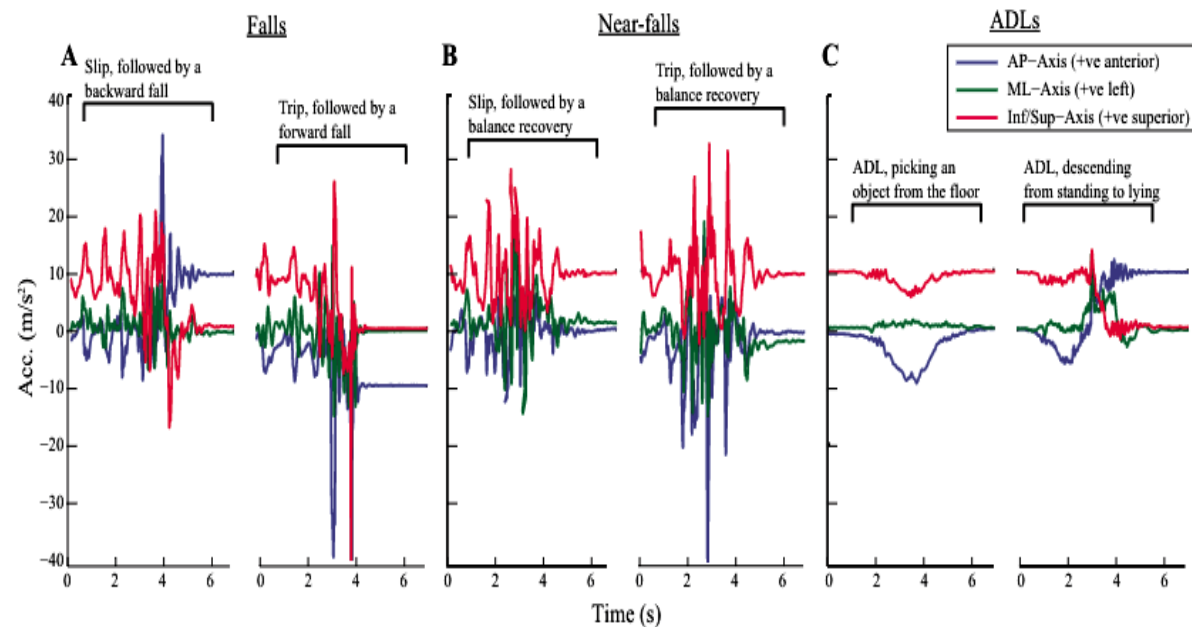 Falls
Near-falls
ADLs
A
B
C
Slip, followed by a
backward fall
Trip, followed by a
forward fall
Slip, followed by a
balance recovery
Trip, followed by a
balance recovery
AP−Axis (+ve anterior)
ML−Axis (+ve left)
Inf/Sup−Axis (+ve superior)
ADL, picking an
object from the floor
ADL, descending
from standing to lying
Acc. (m/s²)
40
30
20
10
0
−10
−20
−30
−40
0 2 4 6
0 2 4 6
0 2 4 6
0 2 4 6
0 2 4 6
0 2 4 6
Time (s)